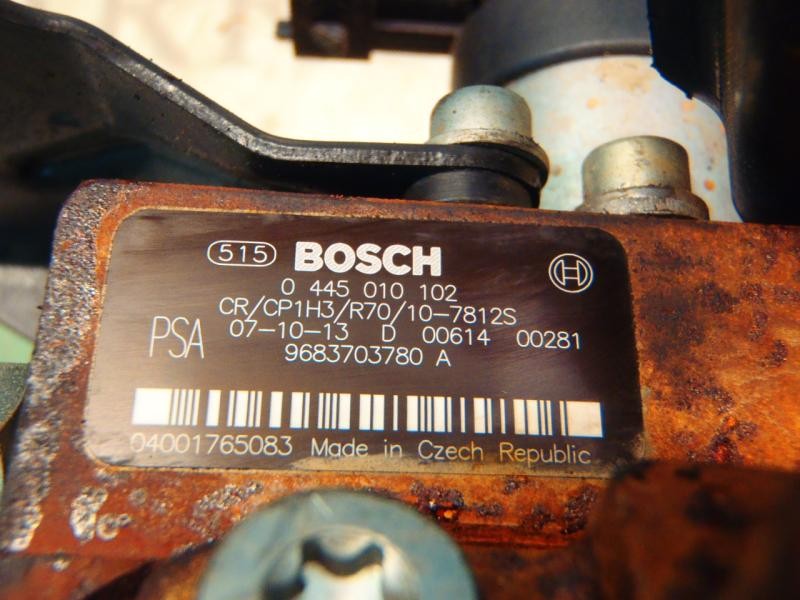 515 BOSCH H
0 445 010 102
CR/CP1H3/R70/10-7812S
PSA 07-10-13 D 00614 00281
9683703780 A
04001765083 Made in Czech Republic